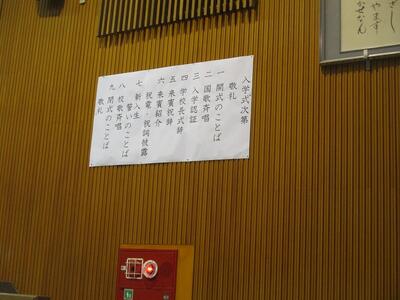 入学式次第
敬礼
一 開式のことば
二 国歌斉唱
三 入学認証
四 学校長式辞
五 来賓祝辞
六 来賓紹介
祝電・祝詞披露
七 新入生
誓いのことば
八 校歌斉唱
九 閉式のことば
敬礼